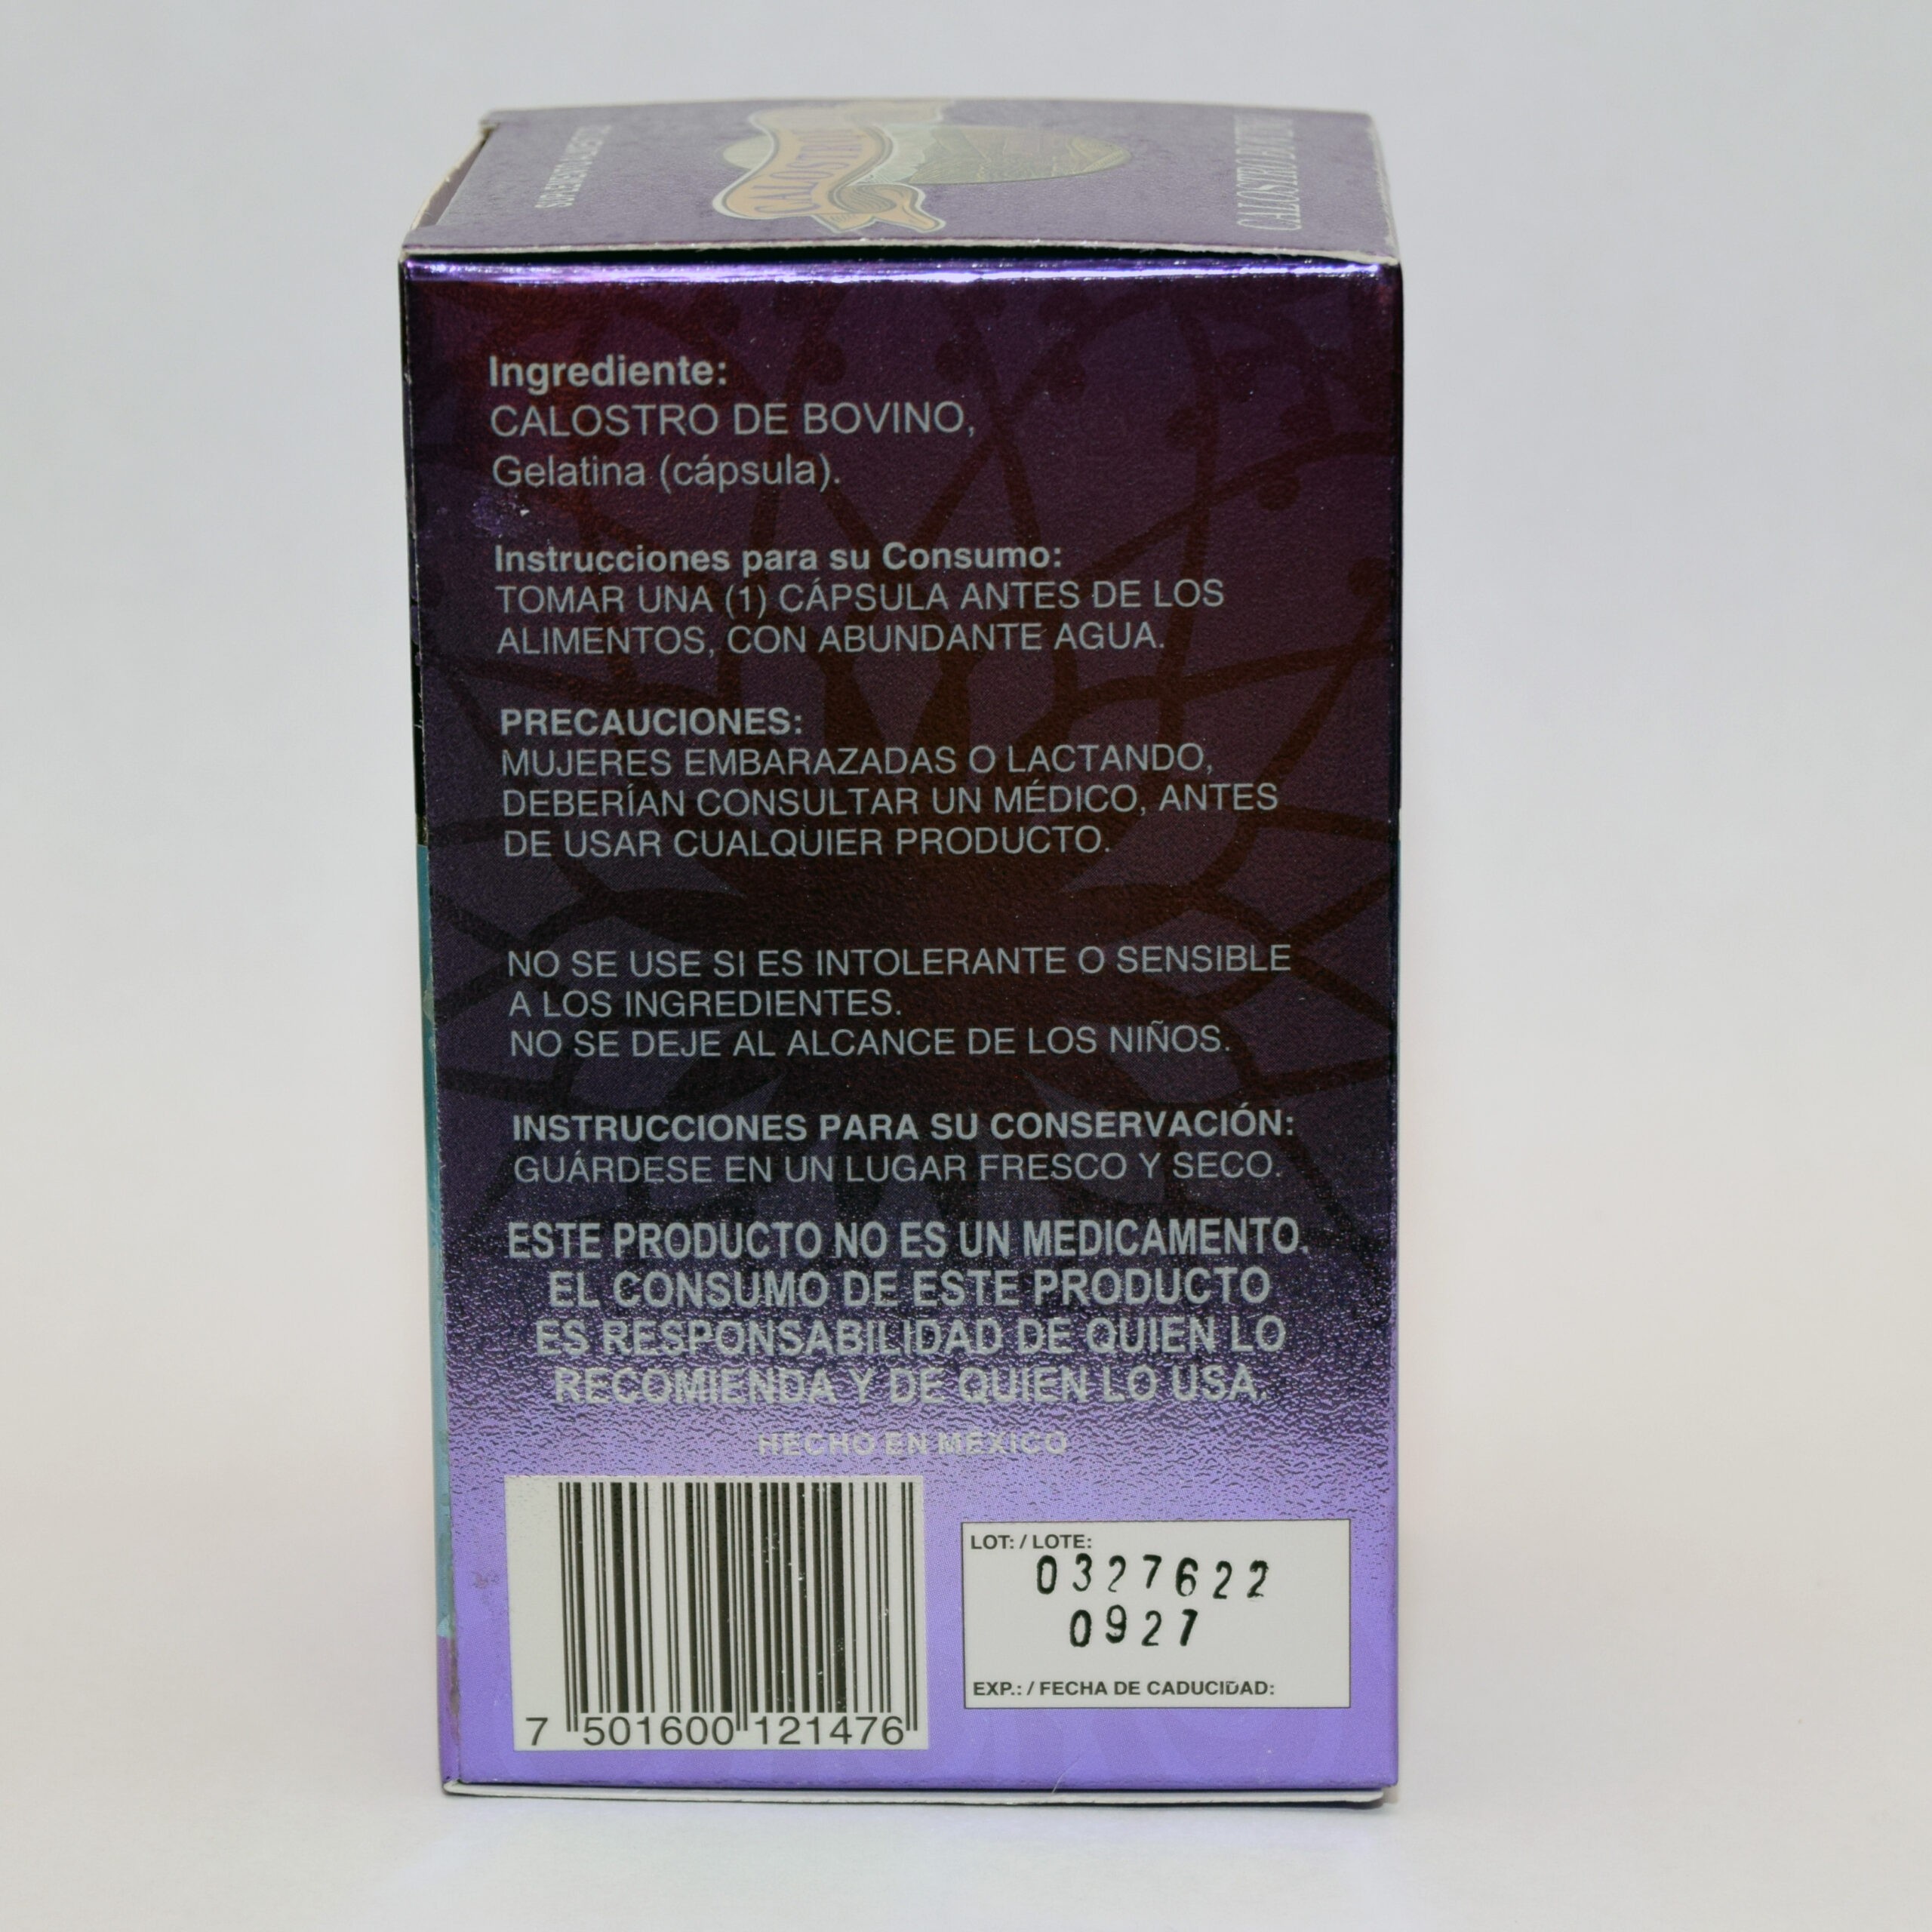 SUPLEMENTO ALIMENTICIO
CALOSTRO BOVINO
Ingrediente:
CALOSTRO DE BOVINO,
Gelatina (cápsula).
Instrucciones para su Consumo:
TOMAR UNA (1) CÁPSULA ANTES DE LOS
ALIMENTOS, CON ABUNDANTE AGUA.
PRECAUCIONES:
MUJERES EMBARAZADAS O LACTANDO,
DEBERÍAN CONSULTAR UN MÉDICO, ANTES
DE USAR CUALQUIER PRODUCTO.
NO SE USE SI ES INTOLERANTE O SENSIBLE
A LOS INGREDIENTES.
NO SE DEJE AL ALCANCE DE LOS NIÑOS.
INSTRUCCIONES PARA SU CONSERVACIÓN:
GUÁRDESE EN UN LUGAR FRESCO Y SECO.
ESTE PRODUCTO NO ES UN MEDICAMENTO.
EL CONSUMO DE ESTE PRODUCTO
ES RESPONSABILIDAD DE QUIEN LO
RECOMIENDA Y DE QUIEN LO USA.
HECHO EN MÉXICO
7 501600 121476
LOT: / LOTE:
0327622
0927
EXP.: / FECHA DE CADUCIDAD: